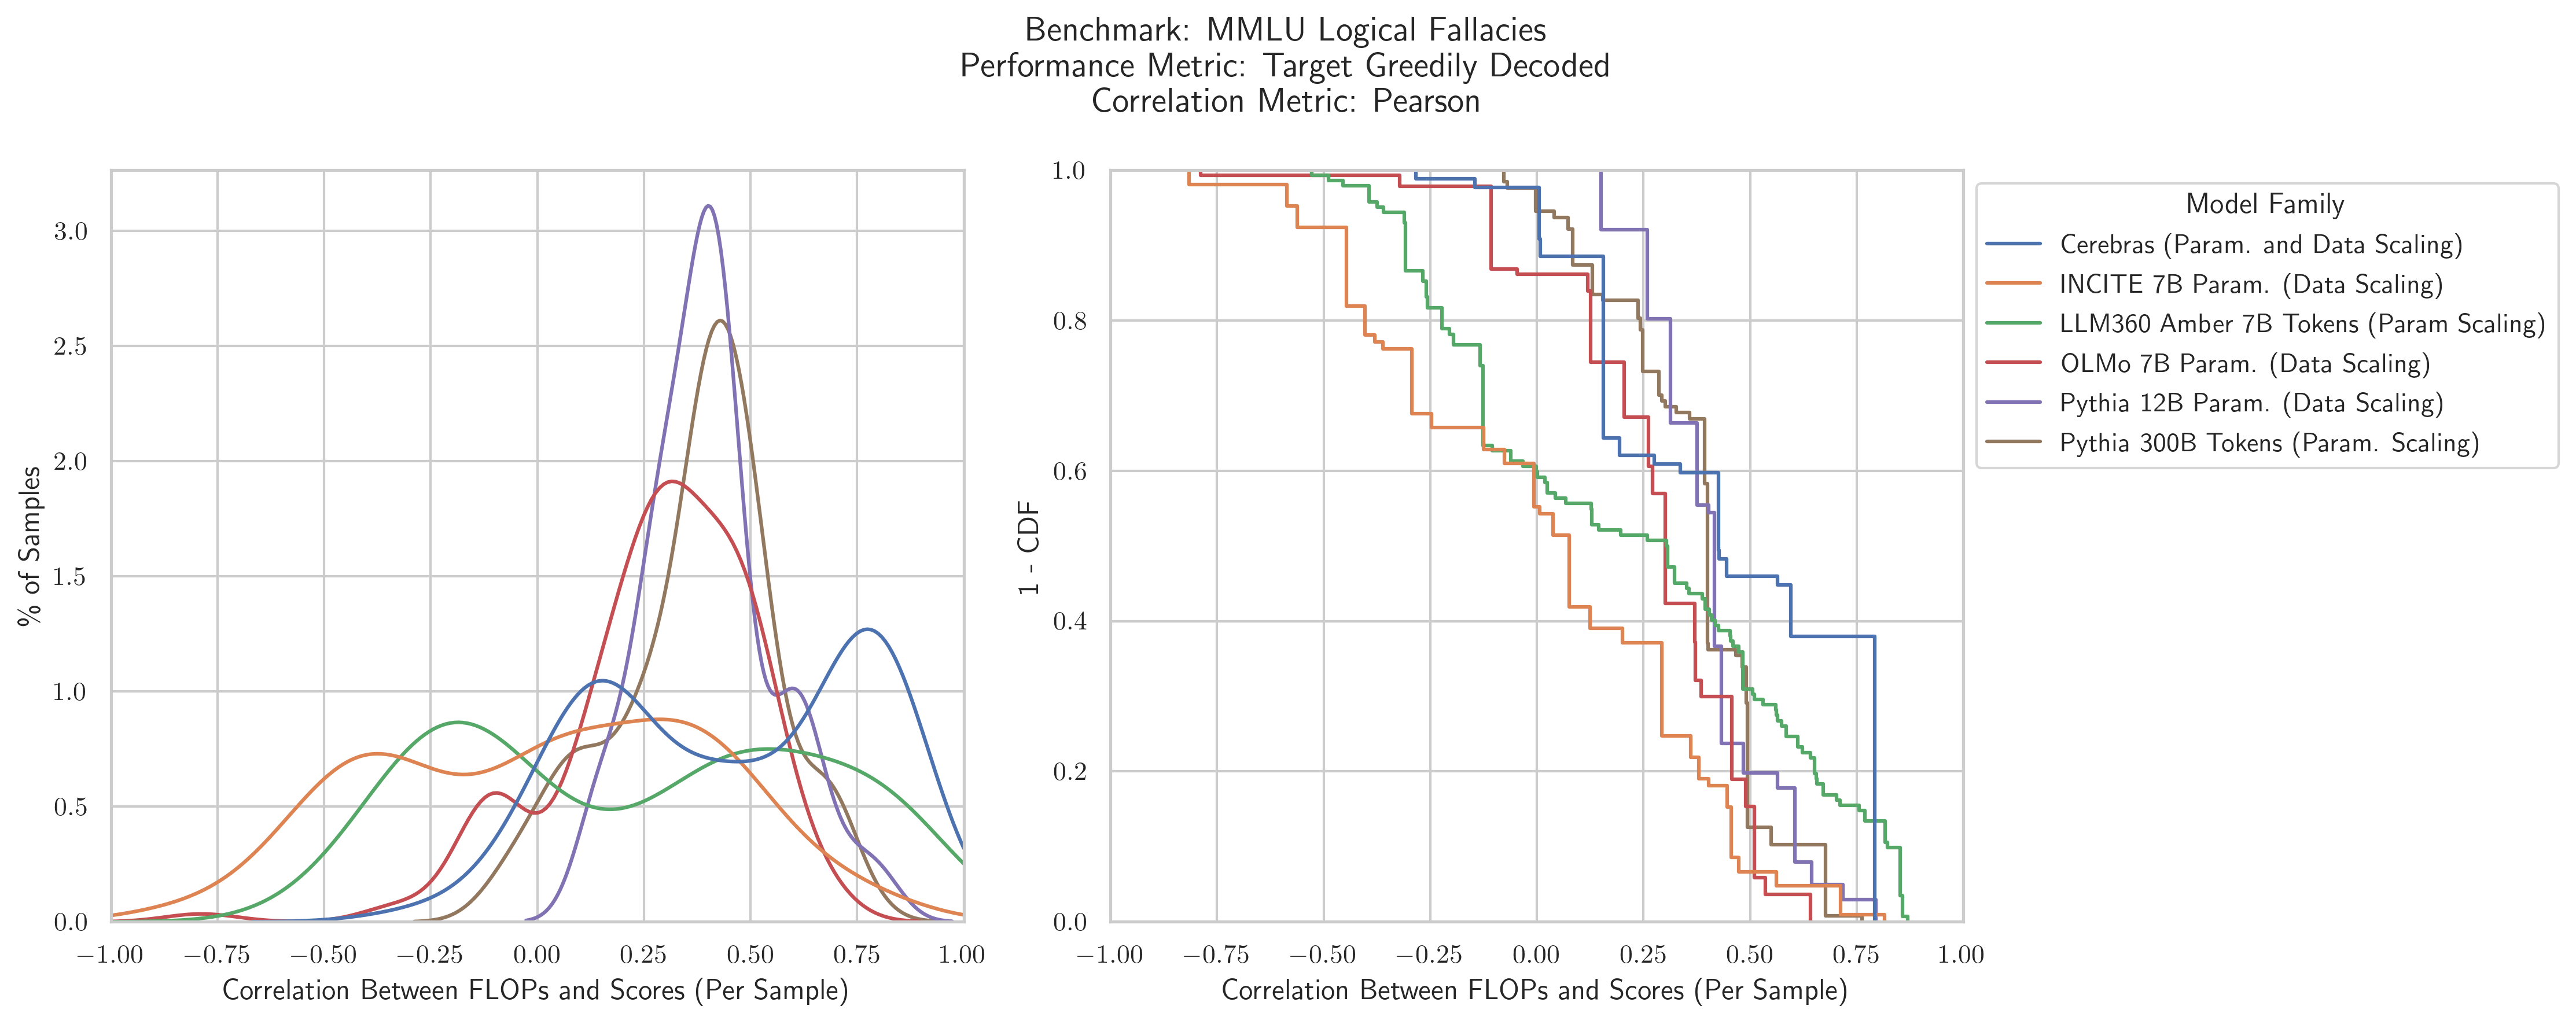 Benchmark: MMLU Logical Fallacies
Performance Metric: Target Greedily Decoded
Correlation Metric: Pearson
% of Samples
3.0
2.5
2.0
1.5
1.0
0.5
0.0
−1.00 −0.75 −0.50 −0.25 0.00 0.25 0.50 0.75 1.00
Correlation Between FLOPs and Scores (Per Sample)
1 - CDF
1.0
0.8
0.6
0.4
0.2
0.0
−1.00 −0.75 −0.50 −0.25 0.00 0.25 0.50 0.75 1.00
Correlation Between FLOPs and Scores (Per Sample)
Model Family
Cerebras (Param. and Data Scaling)
INCITE 7B Param. (Data Scaling)
LLM360 Amber 7B Tokens (Param Scaling)
OLMo 7B Param. (Data Scaling)
Pythia 12B Param. (Data Scaling)
Pythia 300B Tokens (Param. Scaling)